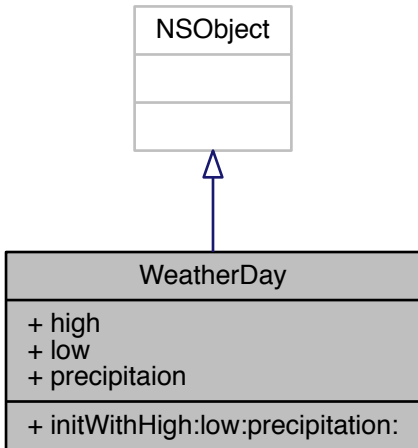 NSObject
WeatherDay
+ high
+ low
+ precipitaion
+ initWithHigh:low:precipitation: